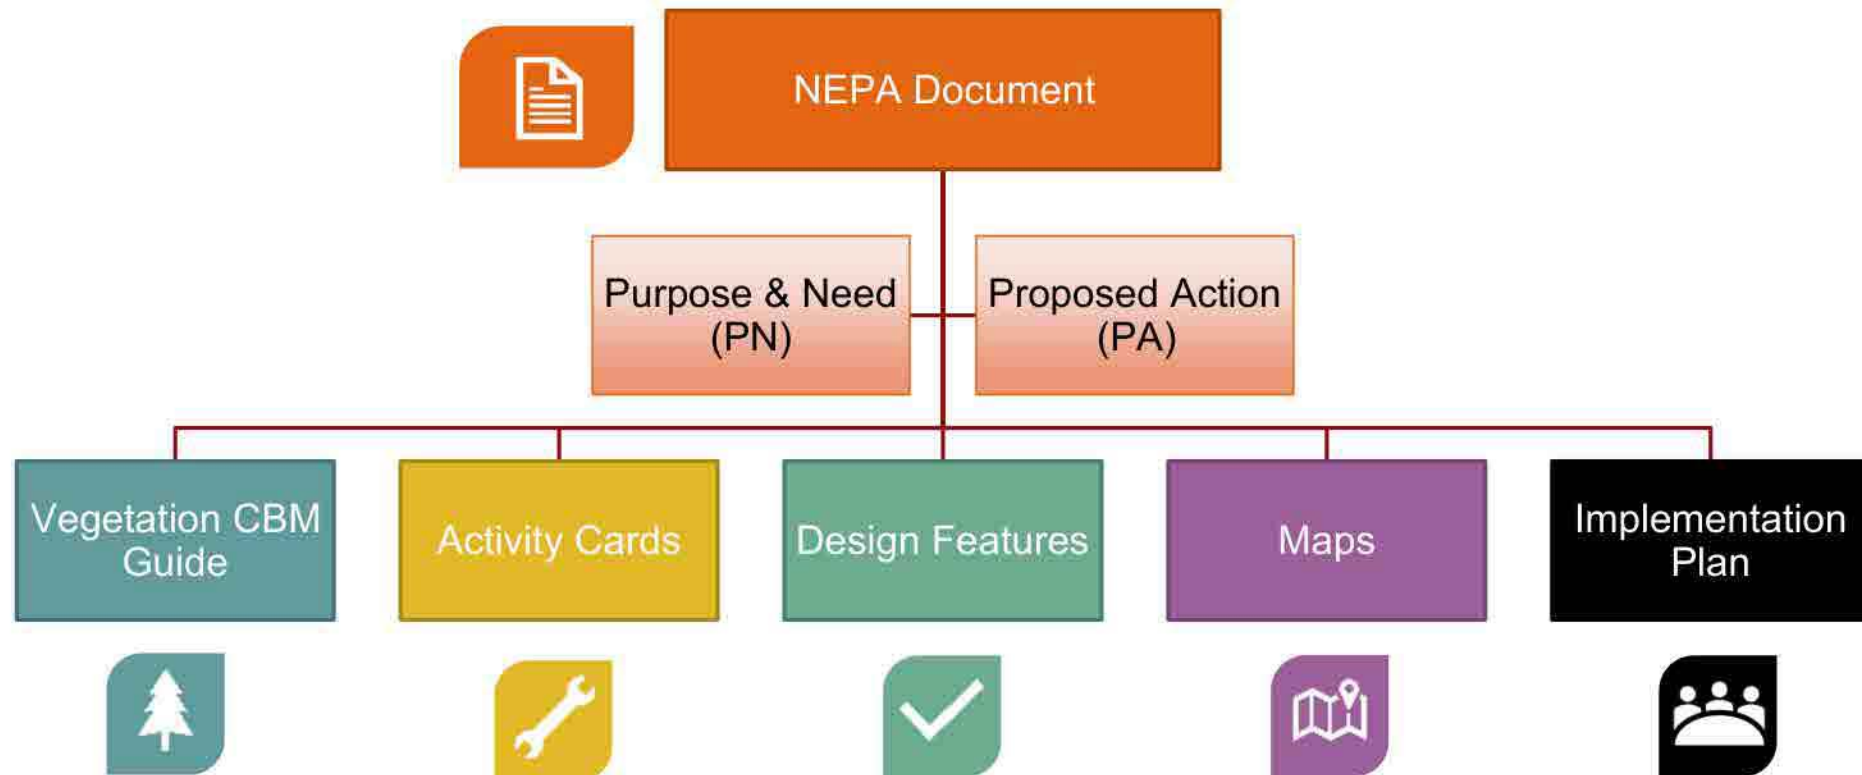 NEPA Document
Purpose & Need
(PN)
Proposed Action
(PA)
Vegetation CBM
Guide
Activity Cards
Design Features
Maps
Implementation
Plan